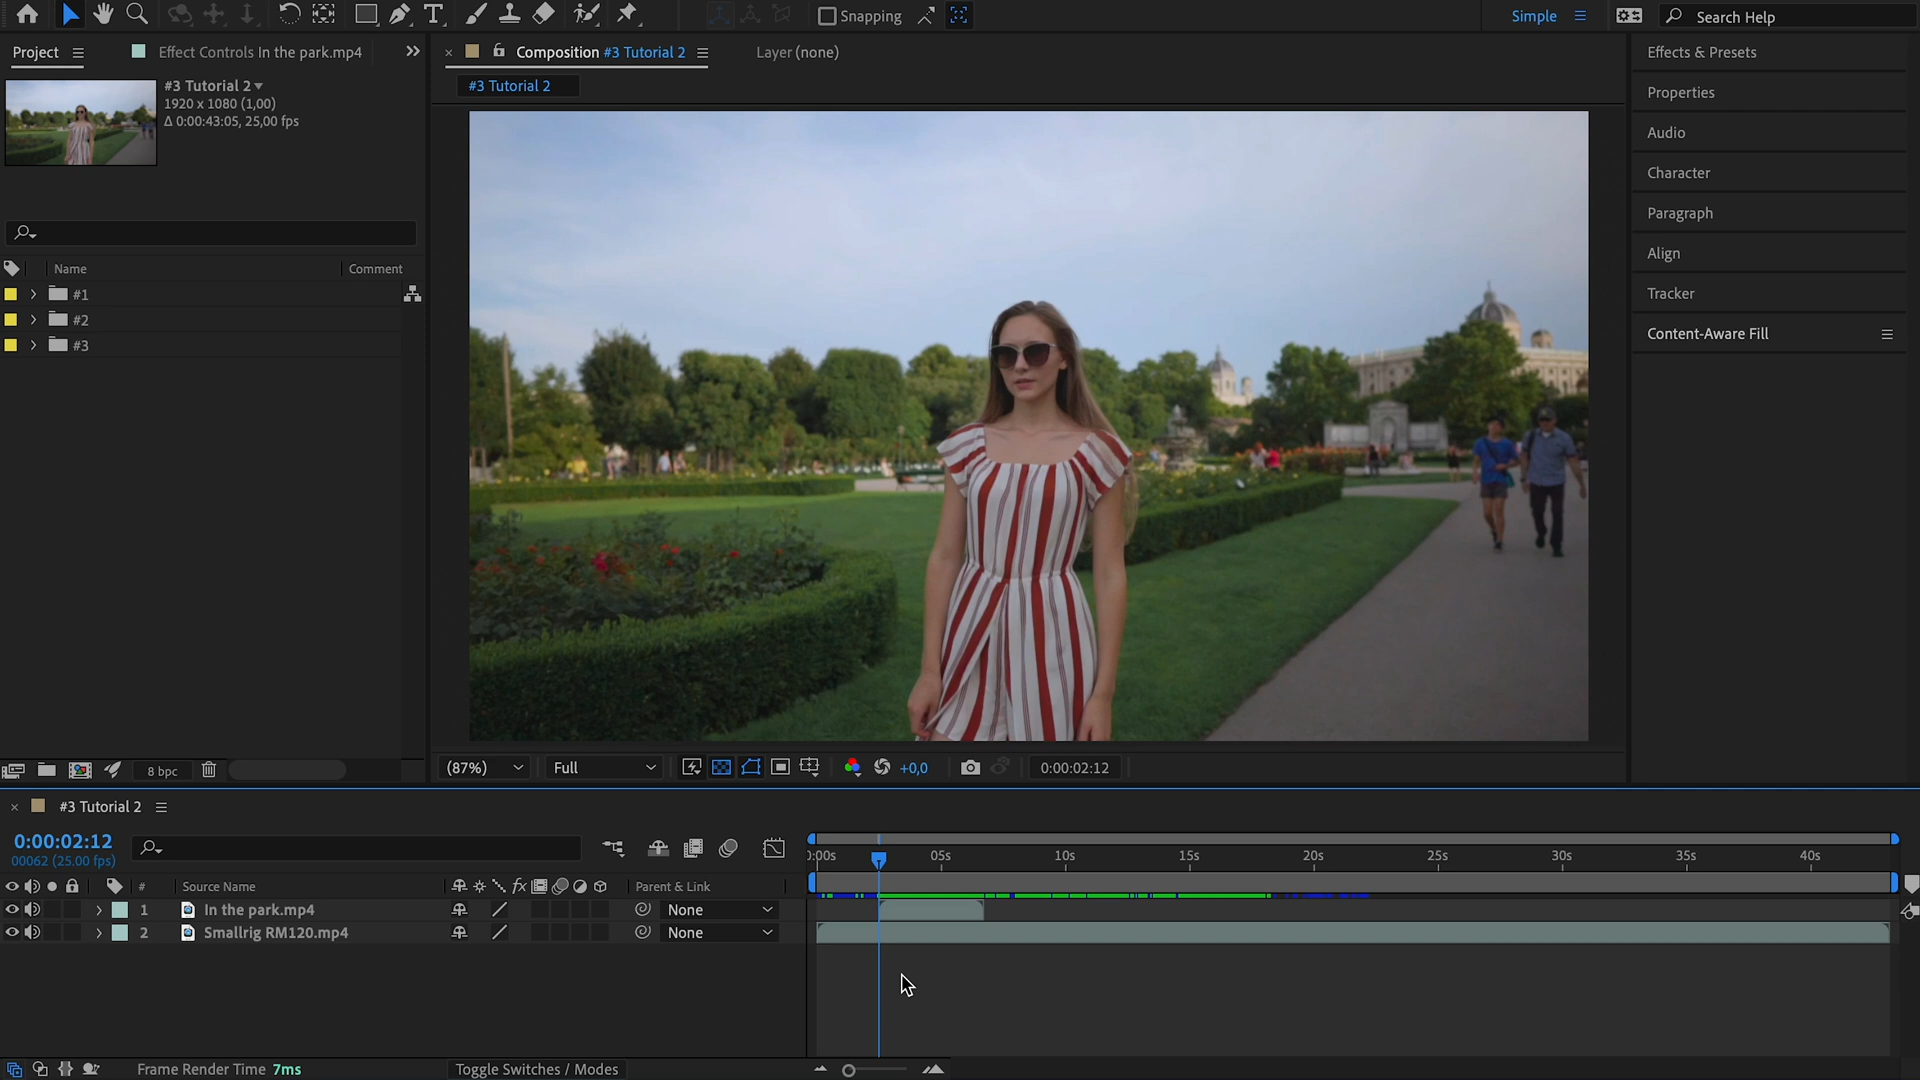 Snapping
Simple
Search Help
Project
Effect Controls In the park.mp4
Composition #3 Tutorial 2
Layer (none)
#3 Tutorial 2
1920 x 1080 (1,00)
Δ 0:00:43:05, 25,00 fps
#3 Tutorial 2
Name
Comment
#1
#2
#3
8 bpc
(87%)
Full
+0,0
0:00:02:12
Effects & Presets
Properties
Audio
Character
Paragraph
Align
Tracker
Content-Aware Fill
#3 Tutorial 2
0:00:02:12
00062 (25.00 fps)
0:00s 05s 10s 15s 20s 25s 30s 35s 40s
# Source Name fx Parent & Link
1 In the park.mp4 None
2 Smallrig RM120.mp4 None
Frame Render Time 7ms
Toggle Switches / Modes